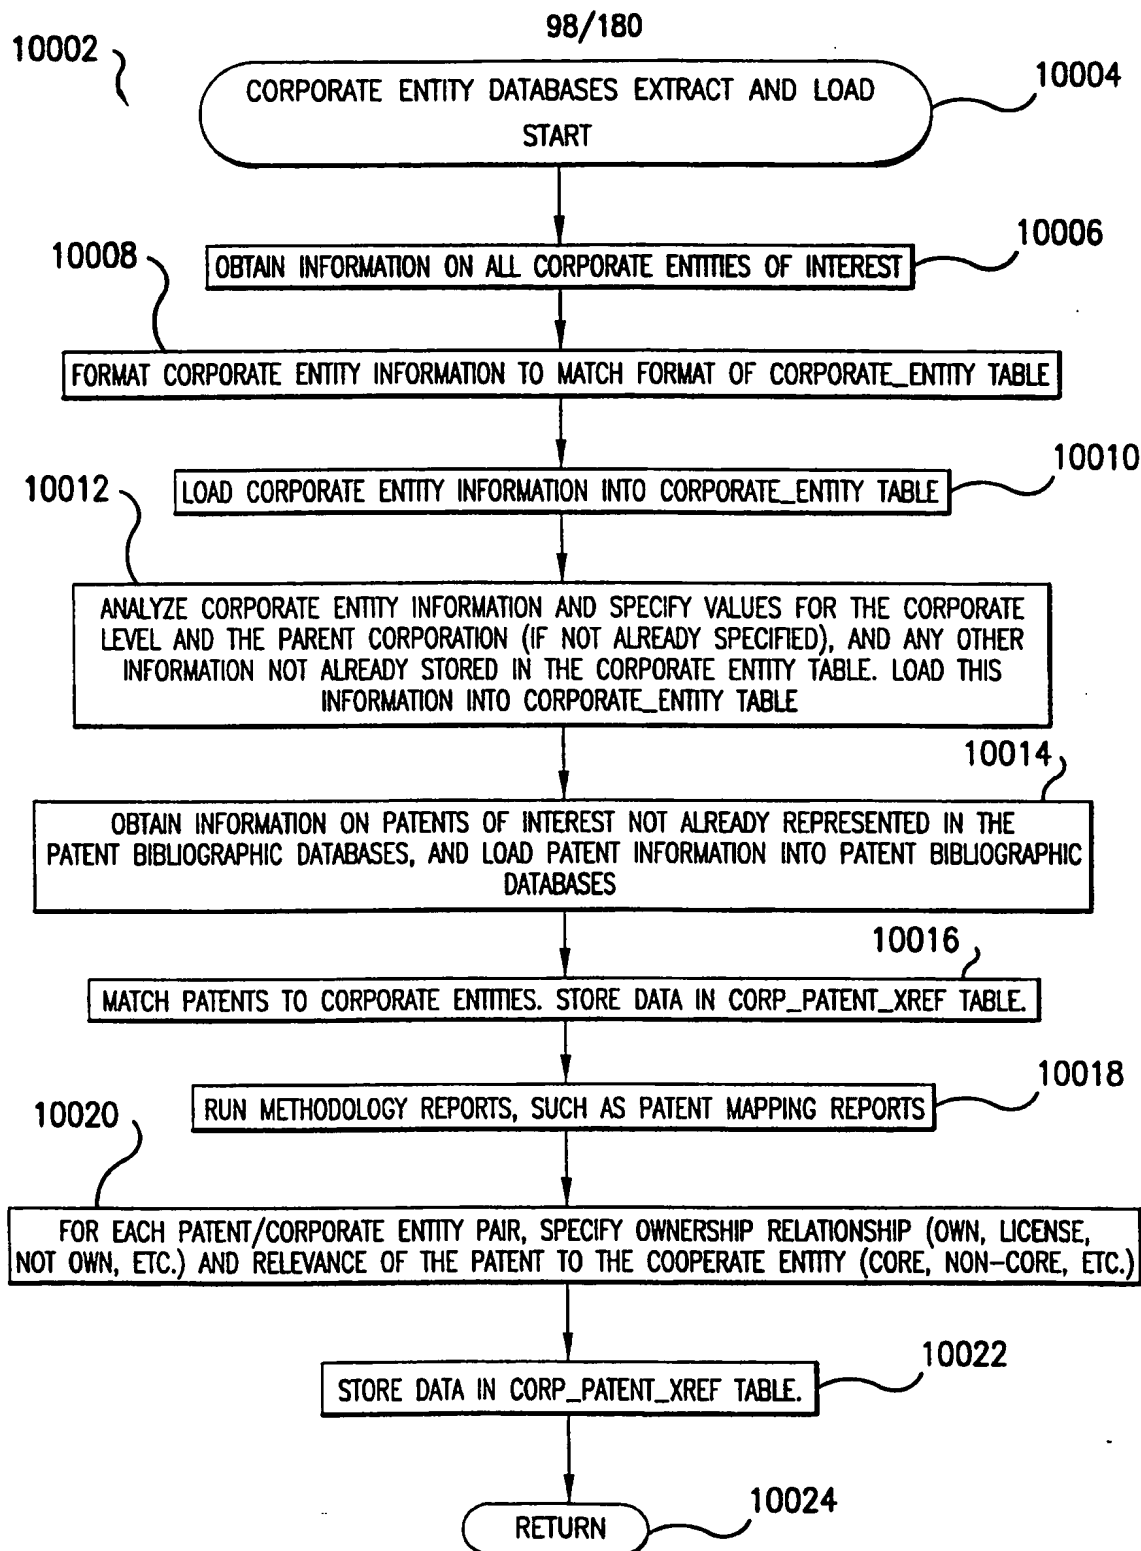 98/180
10002
10004
CORPORATE ENTITY DATABASES EXTRACT AND LOAD
START
10006
OBTAIN INFORMATION ON ALL CORPORATE ENTITIES OF INTEREST
10008
FORMAT CORPORATE ENTITY INFORMATION TO MATCH FORMAT OF CORPORATE_ENTITY TABLE
10010
LOAD CORPORATE ENTITY INFORMATION INTO CORPORATE_ENTITY TABLE
10012
ANALYZE CORPORATE ENTITY INFORMATION AND SPECIFY VALUES FOR THE CORPORATE
LEVEL AND THE PARENT CORPORATION (IF NOT ALREADY SPECIFIED), AND ANY OTHER
INFORMATION NOT ALREADY STORED IN THE CORPORATE ENTITY TABLE. LOAD THIS
INFORMATION INTO CORPORATE_ENTITY TABLE
10014
OBTAIN INFORMATION ON PATENTS OF INTEREST NOT ALREADY REPRESENTED IN THE
PATENT BIBLIOGRAPHIC DATABASES, AND LOAD PATENT INFORMATION INTO PATENT BIBLIOGRAPHIC
DATABASES
10016
MATCH PATENTS TO CORPORATE ENTITIES. STORE DATA IN CORP_PATENT_XREF TABLE.
10018
RUN METHODOLOGY REPORTS, SUCH AS PATENT MAPPING REPORTS
10020
FOR EACH PATENT/CORPORATE ENTITY PAIR, SPECIFY OWNERSHIP RELATIONSHIP (OWN, LICENSE,
NOT OWN, ETC.) AND RELEVANCE OF THE PATENT TO THE COOPERATE ENTITY (CORE, NON-CORE, ETC.)
10022
STORE DATA IN CORP_PATENT_XREF TABLE.
10024
RETURN